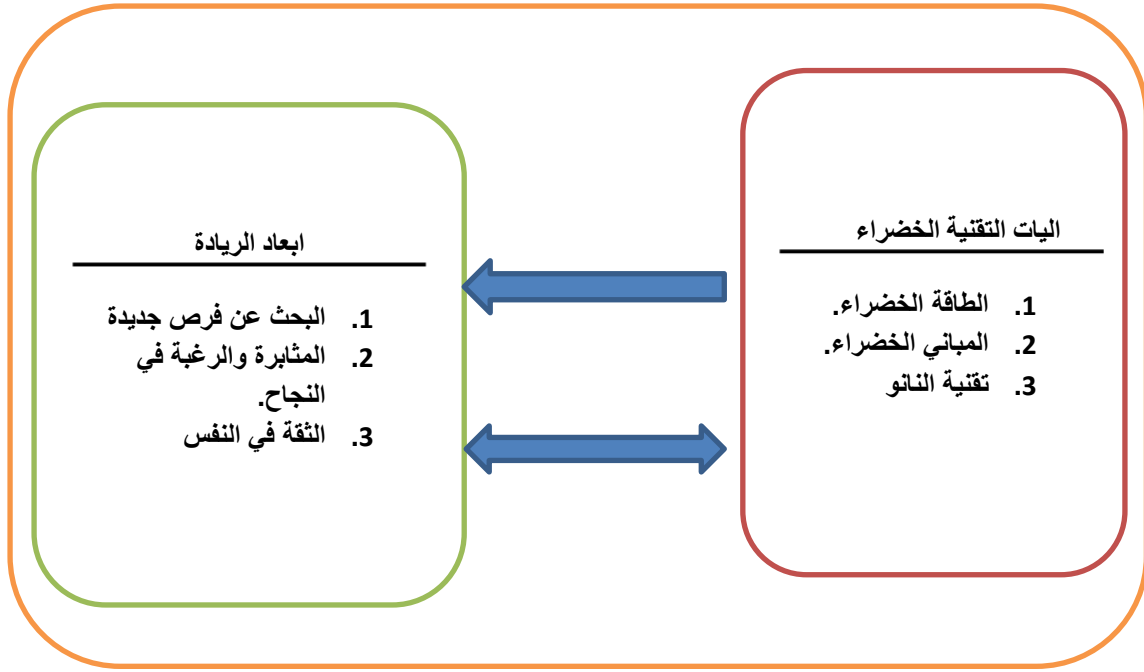 اليات التقنية الخضراء
1. الطاقة الخضراء.
2. المباني الخضراء.
3. تقنية النانو
ابعاد الريادة
1. البحث عن فرص جديدة
2. المثابرة والرغبة في
النجاح.
3. الثقة في النفس